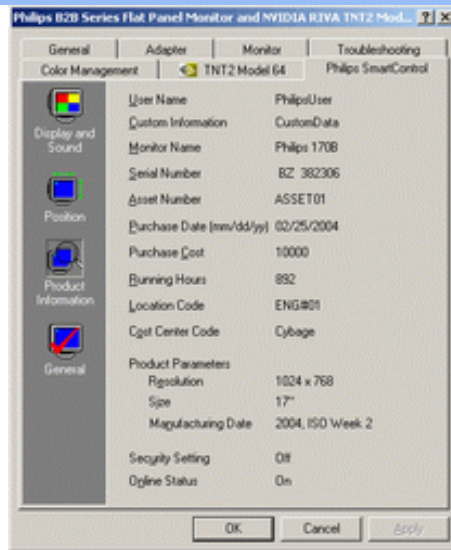 Philips B2B Series Flat Panel Monitor and NVIDIA RIVA TNT2 Mod...
General Adapter Monitor Troubleshooting
Color Management TNT2 Model 64 Philips SmartControl
Display and Sound
Position
Product Information
General
User Name PhilipsUser
Custom Information CustomData
Monitor Name Philips 170B
Serial Number BZ 382306
Asset Number ASSET01
Purchase Date (mm/dd/yy) 02/25/2004
Purchase Cost 10000
Running Hours 892
Location Code ENG#01
Cost Center Code Cybage
Product Parameters
Resolution 1024 x 768
Size 17"
Manufacturing Date 2004, ISO Week 2
Security Setting Off
Online Status On
OK Cancel Apply